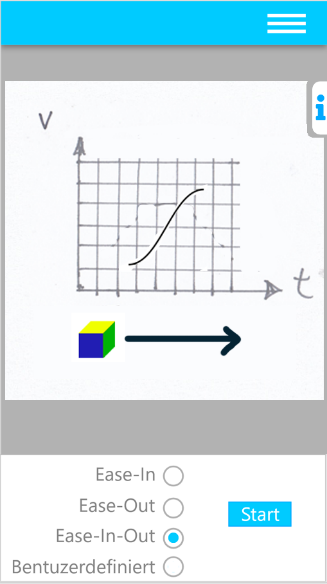 i
V
t
Ease-In
Ease-Out
Ease-In-Out
Start
Bentuzerdefiniert